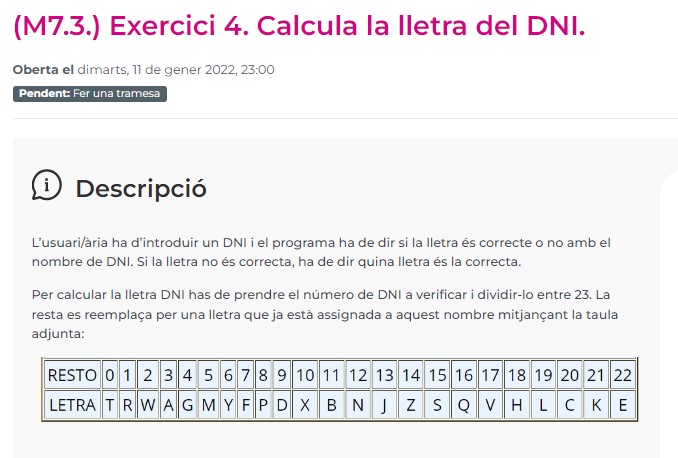 (M7.3.) Exercici 4. Calcula la lletra del DNI.
Oberta el dimarts, 11 de gener 2022, 23:00
Pendent: Fer una tramesa
Descripció
L'usuari/ària ha d'introduir un DNI i el programa ha de dir si la lletra és correcte o no amb el
nombre de DNI. Si la lletra no és correcta, ha de dir quina lletra és la correcta.
Per calcular la lletra DNI has de prendre el número de DNI a verificar i dividir-lo entre 23. La
resta es reemplaça per una lletra que ja està assignada a aquest nombre mitjançant la taula
adjunta:
RESTO 0 1 2 3 4 5 6 7 8 9 10 11 12 13 14 15 16 17 18 19 20 21 22
LETRA T R W A G M Y F P D X B N J Z S Q V H L C K E